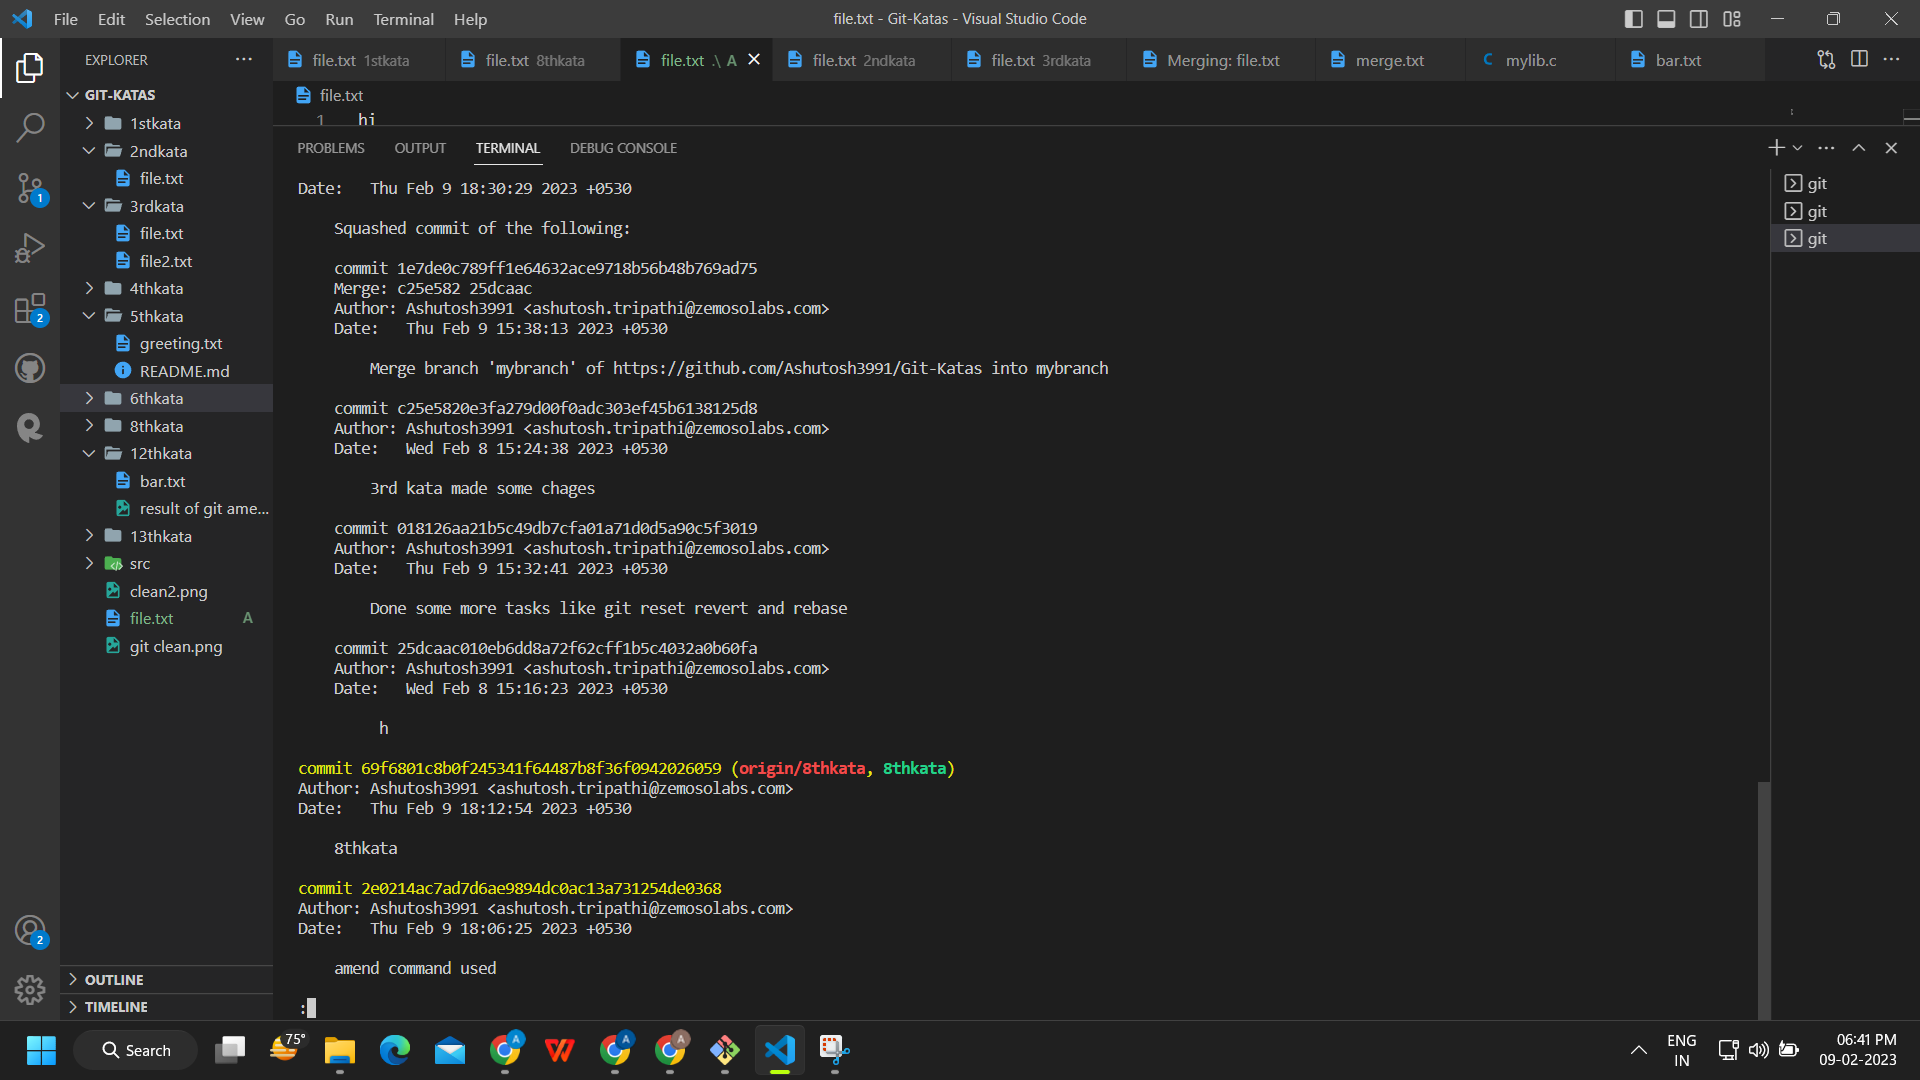 File Edit Selection View Go Run Terminal Help
file.txt - Git-Katas - Visual Studio Code
EXPLORER
GIT-KATAS
1stkata
2ndkata
file.txt
3rdkata
file.txt
file2.txt
4thkata
5thkata
greeting.txt
README.md
6thkata
8thkata
12thkata
bar.txt
result of git ame...
13thkata
src
clean2.png
file.txt A
git clean.png
OUTLINE
TIMELINE
1
2
2
file.txt 1stkata
file.txt 8thkata
file.txt .\ A
file.txt 2ndkata
file.txt 3rdkata
Merging: file.txt
merge.txt
C mylib.c
bar.txt
file.txt
1 hi
PROBLEMS OUTPUT TERMINAL DEBUG CONSOLE
git
git
git
Date:   Thu Feb 9 18:30:29 2023 +0530
Squashed commit of the following:
commit 1e7de0c789ff1e64632ace9718b56b48b769ad75
Merge: c25e582 25dcaac
Author: Ashutosh3991 <ashutosh.tripathi@zemosolabs.com>
Date:   Thu Feb 9 15:38:13 2023 +0530
Merge branch 'mybranch' of https://github.com/Ashutosh3991/Git-Katas into mybranch
commit c25e5820e3fa279d00f0adc303ef45b6138125d8
Author: Ashutosh3991 <ashutosh.tripathi@zemosolabs.com>
Date:   Wed Feb 8 15:24:38 2023 +0530
3rd kata made some chages
commit 018126aa21b5c49db7cfa01a71d0d5a90c5f3019
Author: Ashutosh3991 <ashutosh.tripathi@zemosolabs.com>
Date:   Thu Feb 9 15:32:41 2023 +0530
Done some more tasks like git reset revert and rebase
commit 25dcaac010eb6dd8a72f62cff1b5c4032a0b60fa
Author: Ashutosh3991 <ashutosh.tripathi@zemosolabs.com>
Date:   Wed Feb 8 15:16:23 2023 +0530
h
commit 69f6801c8b0f245341f64487b8f36f0942026059 (origin/8thkata, 8thkata)
Author: Ashutosh3991 <ashutosh.tripathi@zemosolabs.com>
Date:   Thu Feb 9 18:12:54 2023 +0530
8thkata
commit 2e0214ac7ad7d6ae9894dc0ac13a731254de0368
Author: Ashutosh3991 <ashutosh.tripathi@zemosolabs.com>
Date:   Thu Feb 9 18:06:25 2023 +0530
amend command used
:
Search
75°
A
A
A
ENG
IN
06:41 PM
09-02-2023